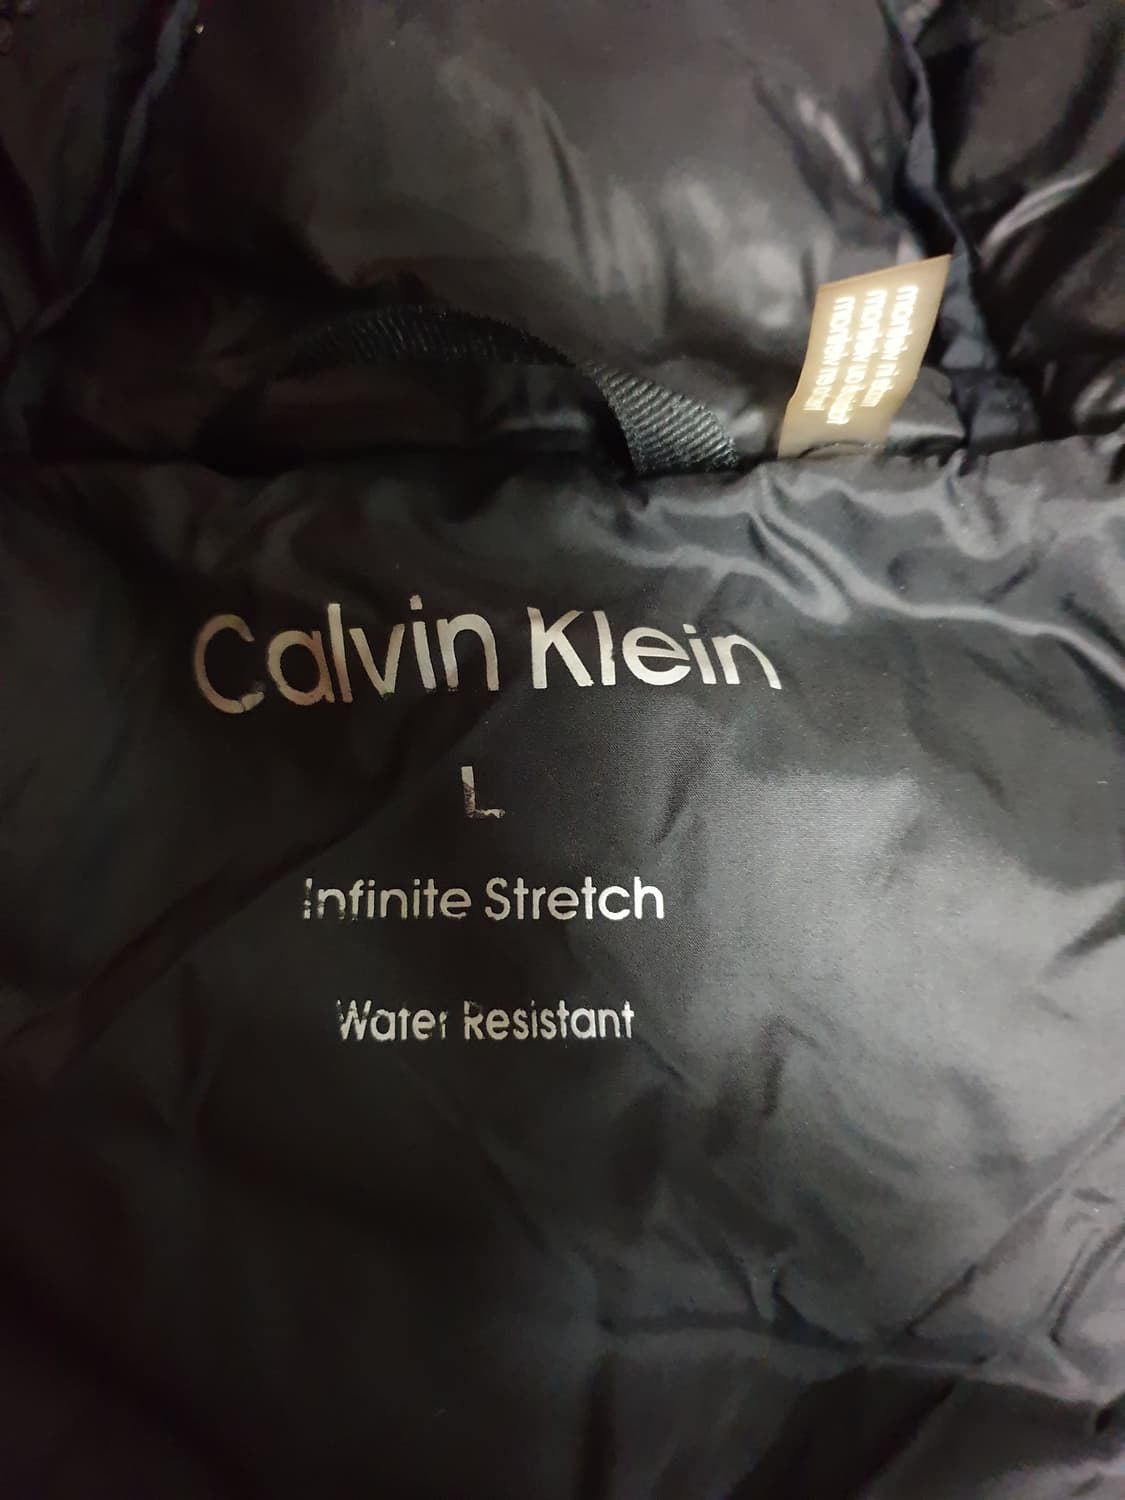 Calvin Klein
L
Infinite Stretch
Water Resistant